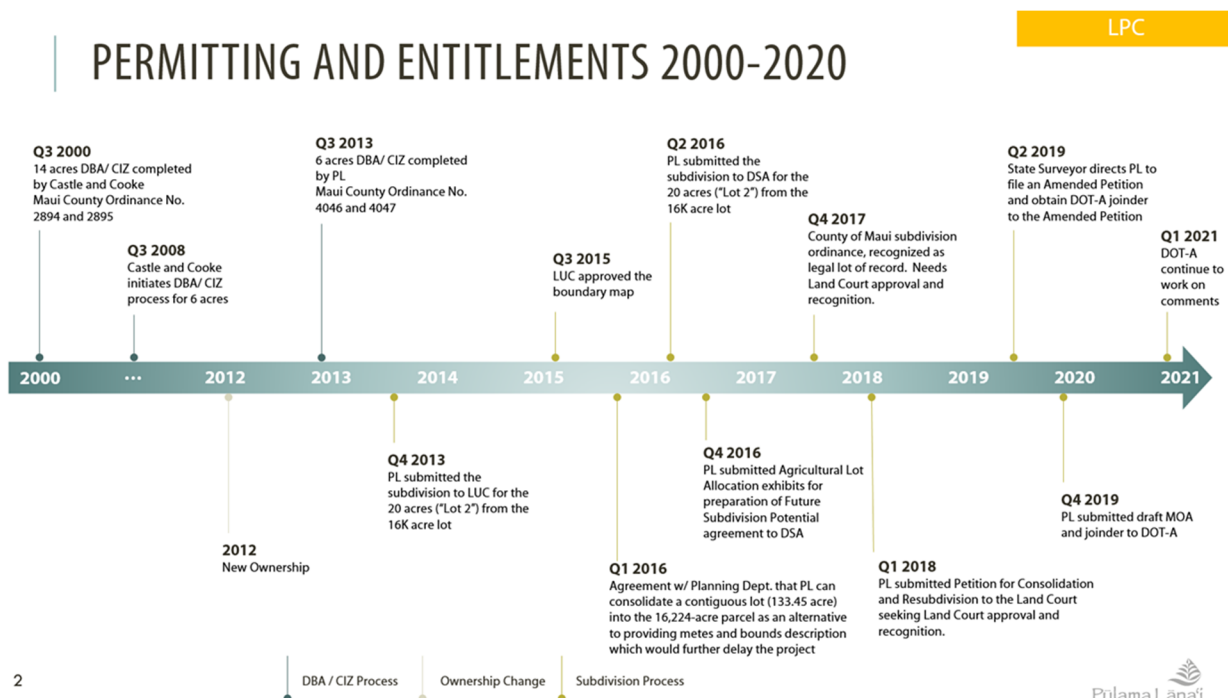 LPC
PERMITTING AND ENTITLEMENTS 2000-2020
Q3 2000
14 acres DBA/ CIZ completed
by Castle and Cooke
Maui County Ordinance No.
2894 and 2895
Q3 2008
Castle and Cooke
initiates DBA/ CIZ
process for 6 acres
Q3 2013
6 acres DBA/ CIZ completed
by PL
Maui County Ordinance No.
4046 and 4047
Q3 2015
LUC approved the
boundary map
Q2 2016
PL submitted the
subdivision to DSA for the
20 acres ("Lot 2") from the
16K acre lot
Q4 2017
County of Maui subdivision
ordinance, recognized as
legal lot of record. Needs
Land Court approval and
recognition.
Q2 2019
State Surveyor directs PL to
file an Amended Petition
and obtain DOT-A joinder
to the Amended Petition
Q1 2021
DOT-A
continue to
work on
comments
2000 ... 2012 2013 2014 2015 2016 2017 2018 2019 2020 2021
2012
New Ownership
Q4 2013
PL submitted the
subdivision to LUC for the
20 acres ("Lot 2") from the
16K acre lot
Q1 2016
Agreement w/ Planning Dept. that PL can
consolidate a contiguous lot (133.45 acre)
into the 16,224-acre parcel as an alternative
to providing metes and bounds description
which would further delay the project
Q4 2016
PL submitted Agricultural Lot
Allocation exhibits for
preparation of Future
Subdivision Potential
agreement to DSA
Q1 2018
PL submitted Petition for Consolidation
and Resubdivision to the Land Court
seeking Land Court approval and
recognition.
Q4 2019
PL submitted draft MOA
and joinder to DOT-A
2
DBA / CIZ Process
Ownership Change
Subdivision Process
Pūlama Lāna'i